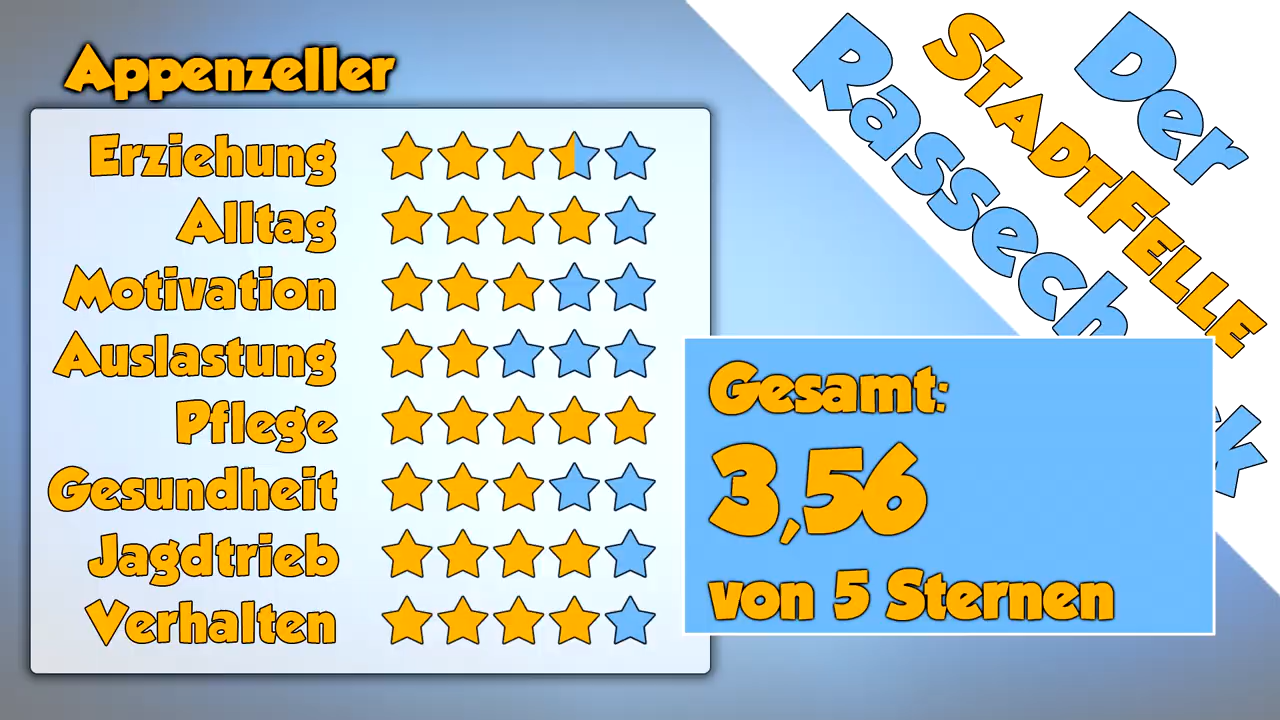 Appenzeller
Erziehung
Alltag
Motivation
Auslastung
Pflege
Gesundheit
Jagdtrieb
Verhalten
Der
StadtFelle
Rassech
k
Gesamt:
3,56
von 5 Sternen